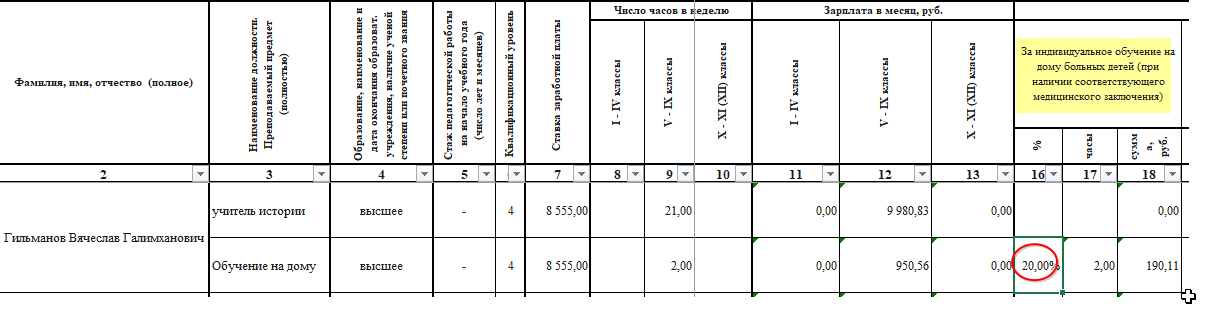 Фамилия, имя, отчество (полное)
Наименование должности.
Преподаваемый предмет
(полностью)
Образование, наименование и
дата окончания образоват.
учреждения, наличие ученой
степени или почетного звания
Стаж педагогической работы
на начало учебного года
(число лет и месяцев)
Квалификационный уровень
Ставка заработной платы
Число часов в неделю
I - IV классы
V - IX классы
X - XI (XII) классы
Зарплата в месяц, руб.
I - IV классы
V - IX классы
X - XI (XII) классы
За индивидуальное обучение на
дому больных детей (при
наличии соответствующего
медицинского заключения)
%
часы
сумм
а,
руб.
2 3 4 5 7 8 9 10 11 12 13 16 17 18
Гильманов Вячеслав Галимханович
учитель истории высшее - 4 8 555,00 21,00 0,00 9 980,83 0,00 0,00
Обучение на дому высшее - 4 8 555,00 2,00 0,00 950,56 0,00 20,00% 2,00 190,11